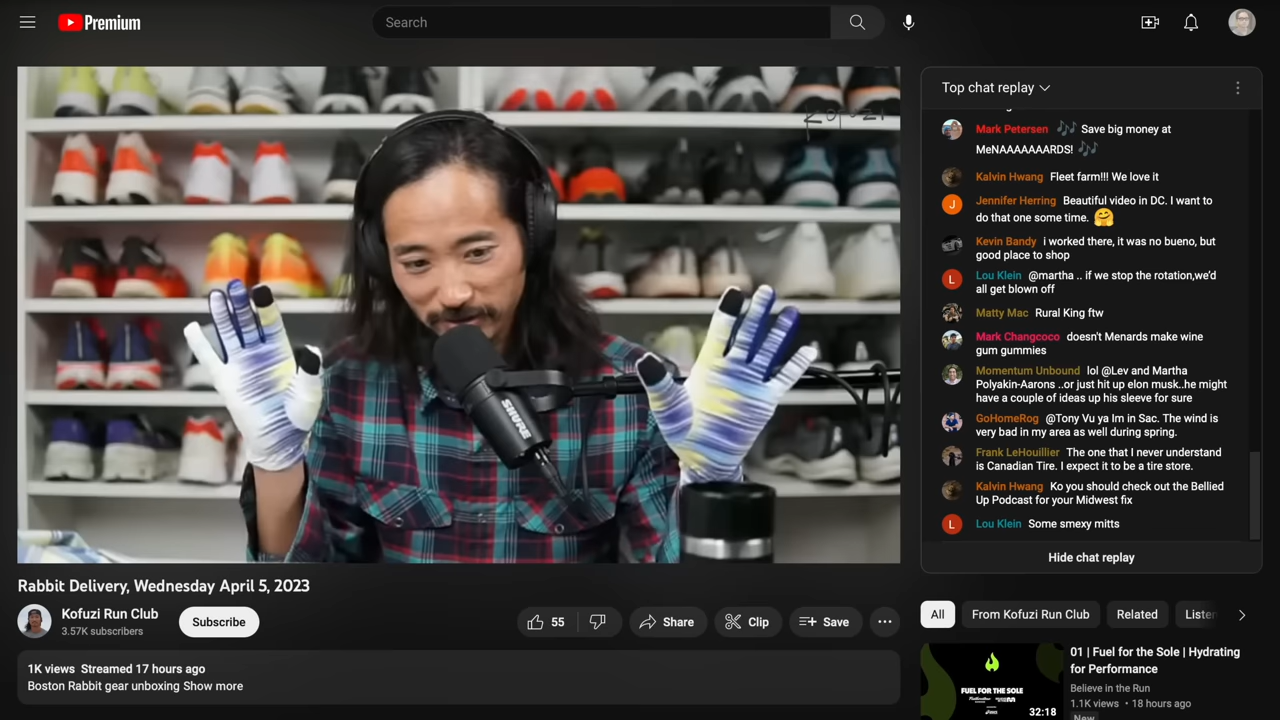 Premium
Search
Kofuzi
SHURE
Top chat replay
Mark Petersen 🎶 Save big money at
MeNAAAAAAARDS! 🎶
Kalvin Hwang Fleet farm!!! We love it
Jennifer Herring Beautiful video in DC. I want to
do that one some time. 🤗
Kevin Bandy i worked there, it was no bueno, but
good place to shop
L
Lou Klein @martha .. if we stop the rotation,we'd
all get blown off
Matty Mac Rural King ftw
Mark Changcoco doesn't Menards make wine
gum gummies
Momentum Unbound lol @Lev and Martha
Polyakin-Aarons ..or just hit up elon musk..he might
have a couple of ideas up his sleeve for sure
GoHomeRog @Tony Vu ya Im in Sac. The wind is
very bad in my area as well during spring.
Frank LeHouillier The one that I never understand
is Canadian Tire. I expect it to be a tire store.
Kalvin Hwang Ko you should check out the Bellied
Up Podcast for your Midwest fix
L
Lou Klein Some smexy mitts
Hide chat replay
Rabbit Delivery, Wednesday April 5, 2023
Kofuzi Run Club
3.57K subscribers
Subscribe
55
Share
Clip
Save
1K views Streamed 17 hours ago
Boston Rabbit gear unboxing Show more
All
From Kofuzi Run Club
Related
Listen
FUEL FOR THE SOLE
32:18
01 | Fuel for the Sole | Hydrating
for Performance
Believe in the Run
1.1K views • 18 hours ago
New